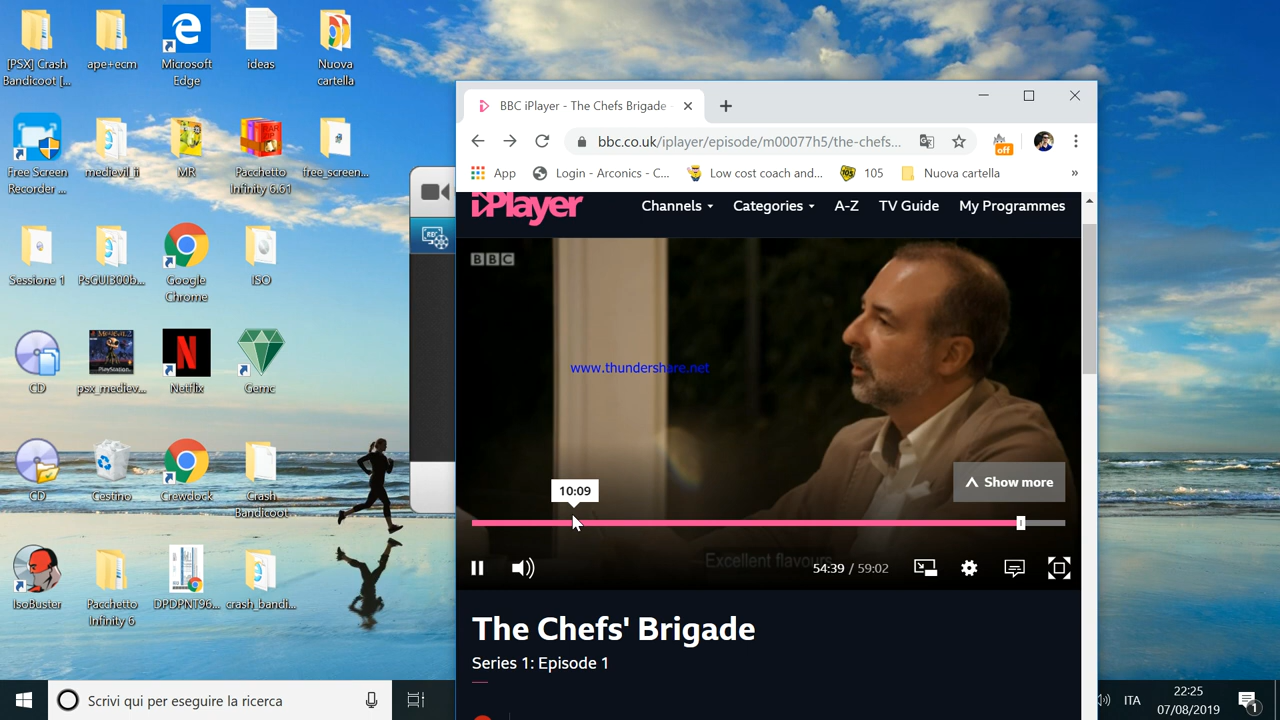 [PSX] Crash
Bandicoot [...
ape+ecm
Microsoft
Edge
ideas
Nuova
cartella
Free Screen
Recorder ...
medievil_ii
MR
Pacchetto
Infinity 6.61
free_screen...
Sessione 1
PsGUI300b...
Google
Chrome
ISO
CD
psx_mediev...
Netflix
Gemc
CD
Cestino
Crewdock
Crash
Bandicoot
IsoBuster
Pacchetto
Infinity 6
DPDPNT96...
crash_bandi...
REC
BBC iPlayer - The Chefs Brigade -
bbc.co.uk/iplayer/episode/m00077h5/the-chefs...
off
App
Login - Arconics - C...
Low cost coach and...
105
105
Nuova cartella
»
iPlayer
Channels
Categories
A-Z
TV Guide
My Programmes
BBC
www.thundershare.net
10:09
Show more
Excellent flavours
54:39 / 59:02
The Chefs' Brigade
Series 1: Episode 1
Scrivi qui per eseguire la ricerca
ITA
22:25
07/08/2019
1